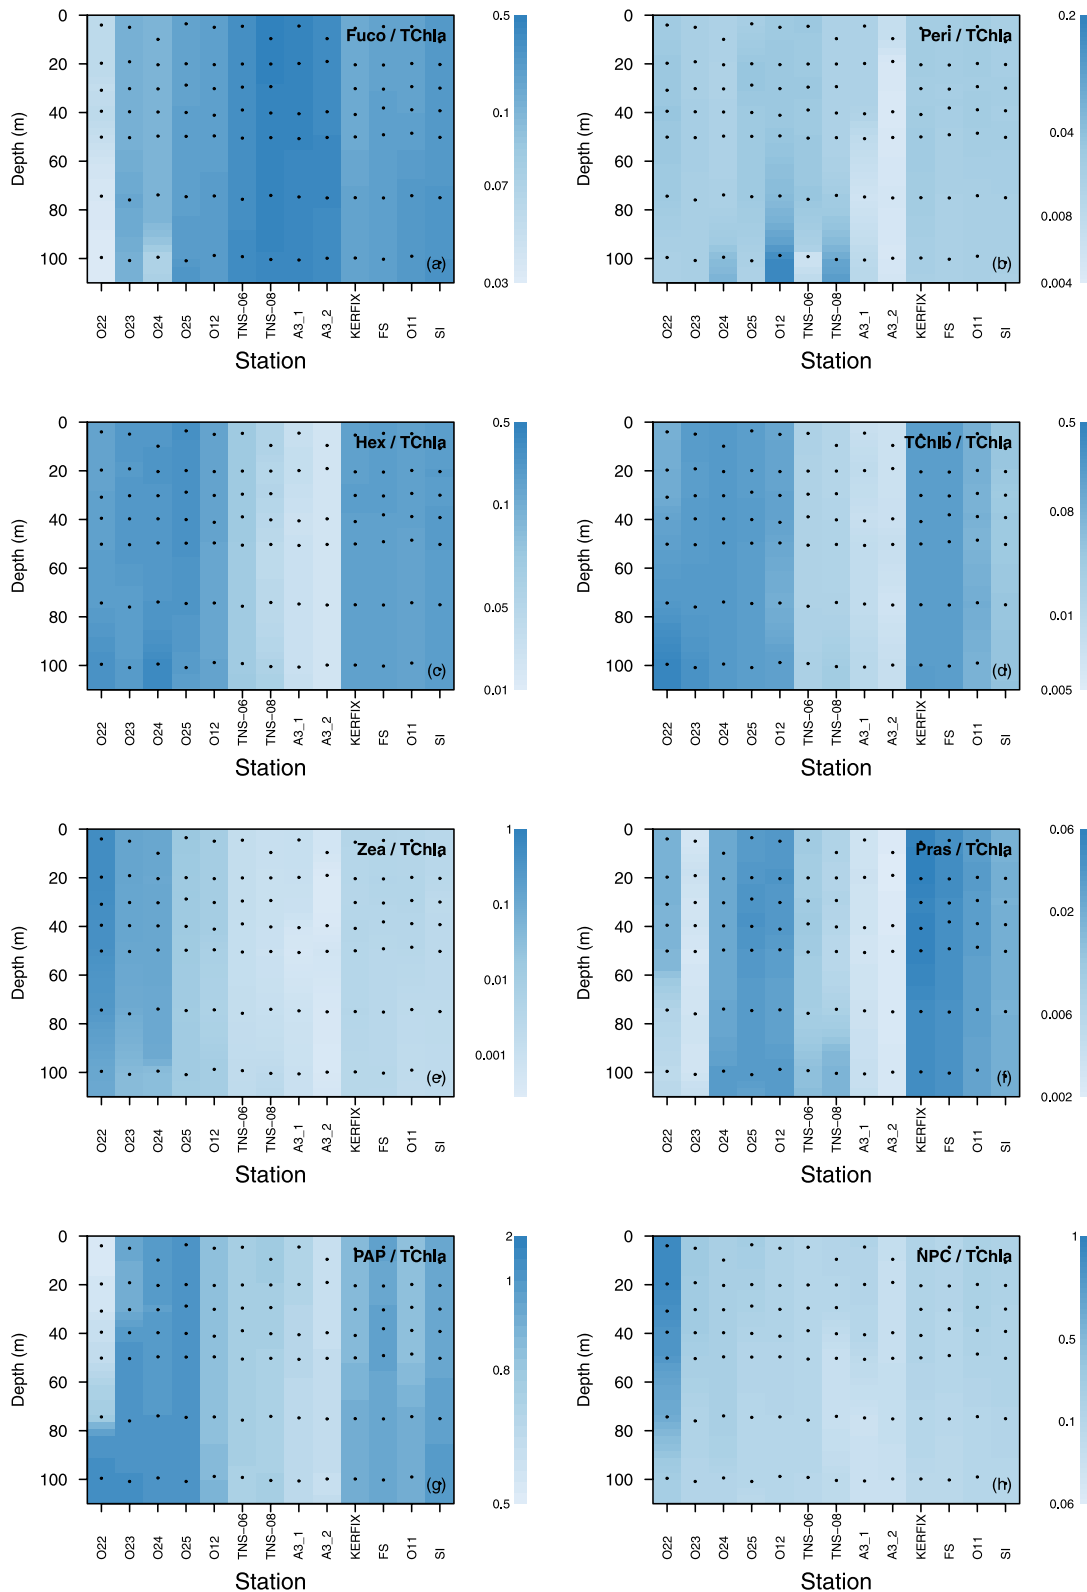 Fuco / TChla
0
20
40
60
80
100
Depth (m)
(a)
0.5
0.1
0.07
0.03
O22
O23
O24
O25
O12
TNS-06
TNS-08
A3_1
A3_2
KERFIX
FS
O11
SI
Station
Peri / TChla
0
20
40
60
80
100
Depth (m)
(b)
0.2
0.04
0.008
0.004
O22
O23
O24
O25
O12
TNS-06
TNS-08
A3_1
A3_2
KERFIX
FS
O11
SI
Station
Hex / TChla
0
20
40
60
80
100
Depth (m)
(c)
0.5
0.1
0.05
0.01
O22
O23
O24
O25
O12
TNS-06
TNS-08
A3_1
A3_2
KERFIX
FS
O11
SI
Station
TChlb / TChla
0
20
40
60
80
100
Depth (m)
(d)
0.5
0.08
0.01
0.005
O22
O23
O24
O25
O12
TNS-06
TNS-08
A3_1
A3_2
KERFIX
FS
O11
SI
Station
Zea / TChla
0
20
40
60
80
100
Depth (m)
(e)
1
0.1
0.01
0.001
O22
O23
O24
O25
O12
TNS-06
TNS-08
A3_1
A3_2
KERFIX
FS
O11
SI
Station
Pras / TChla
0
20
40
60
80
100
Depth (m)
(f)
0.06
0.02
0.006
0.002
O22
O23
O24
O25
O12
TNS-06
TNS-08
A3_1
A3_2
KERFIX
FS
O11
SI
Station
PAP / TChla
0
20
40
60
80
100
Depth (m)
(g)
2
1
0.8
0.5
O22
O23
O24
O25
O12
TNS-06
TNS-08
A3_1
A3_2
KERFIX
FS
O11
SI
Station
NPC / TChla
0
20
40
60
80
100
Depth (m)
(h)
1
0.5
0.1
0.06
O22
O23
O24
O25
O12
TNS-06
TNS-08
A3_1
A3_2
KERFIX
FS
O11
SI
Station